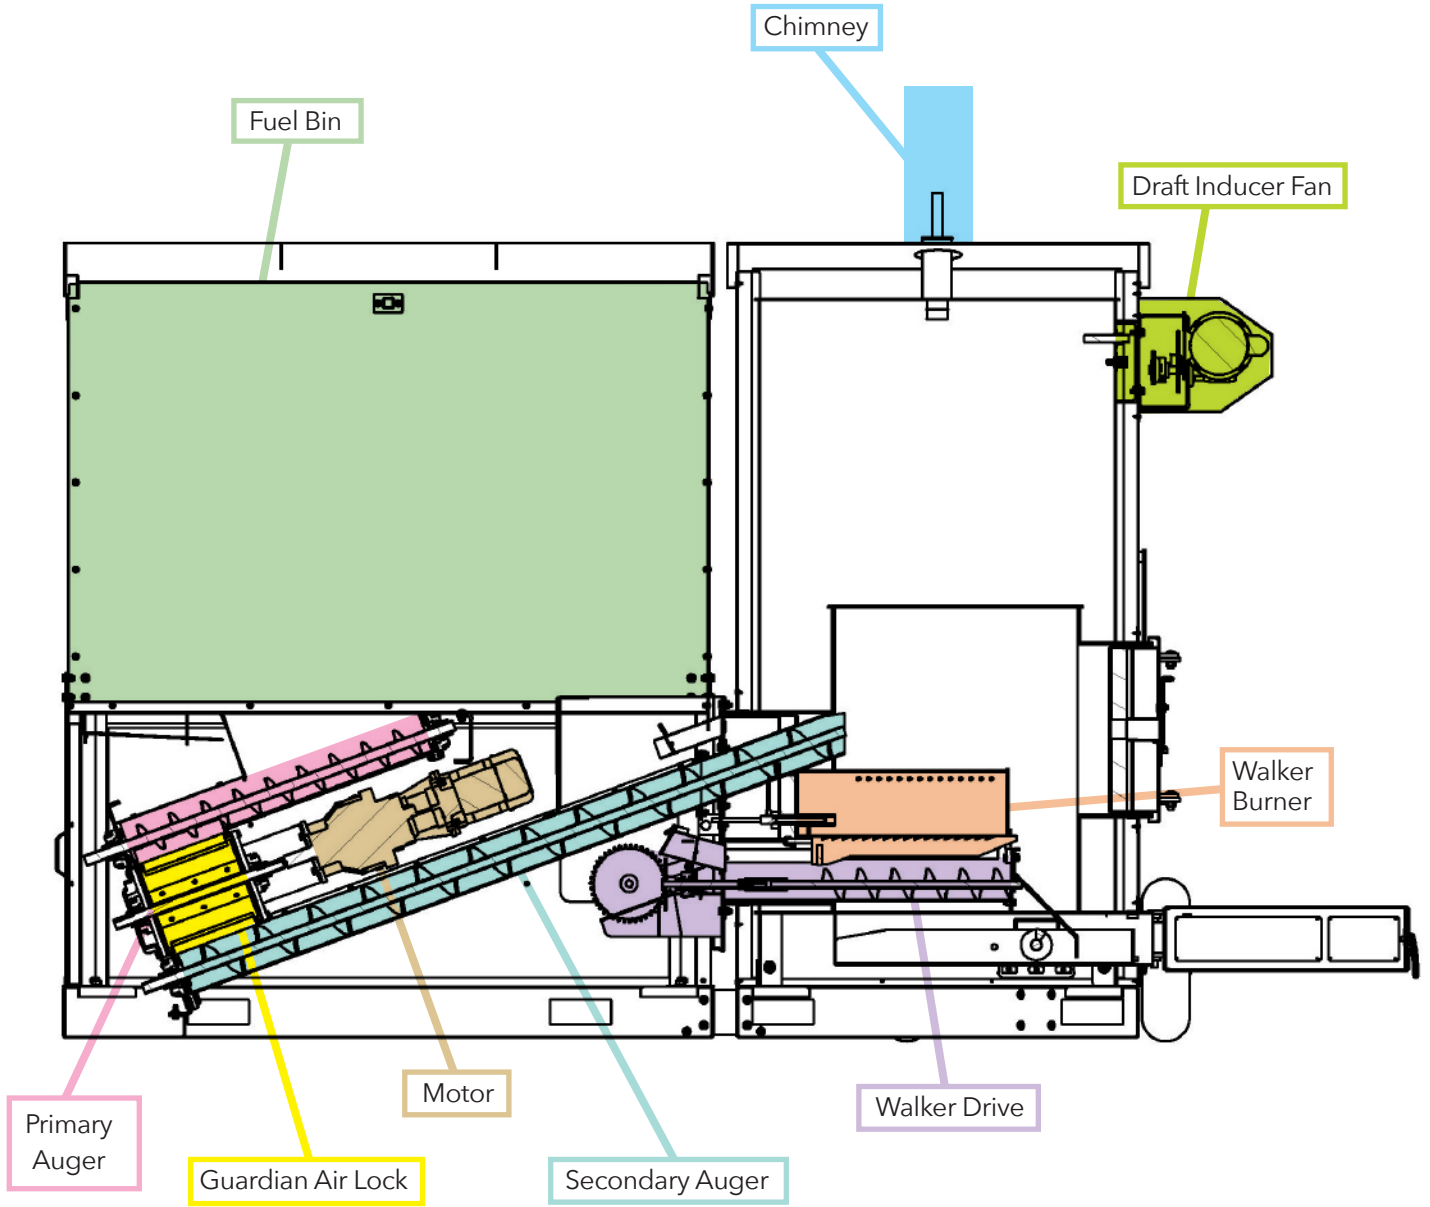 Chimney
Fuel Bin
Draft Inducer Fan
Walker
Burner
Motor
Walker Drive
Primary
Auger
Guardian Air Lock
Secondary Auger